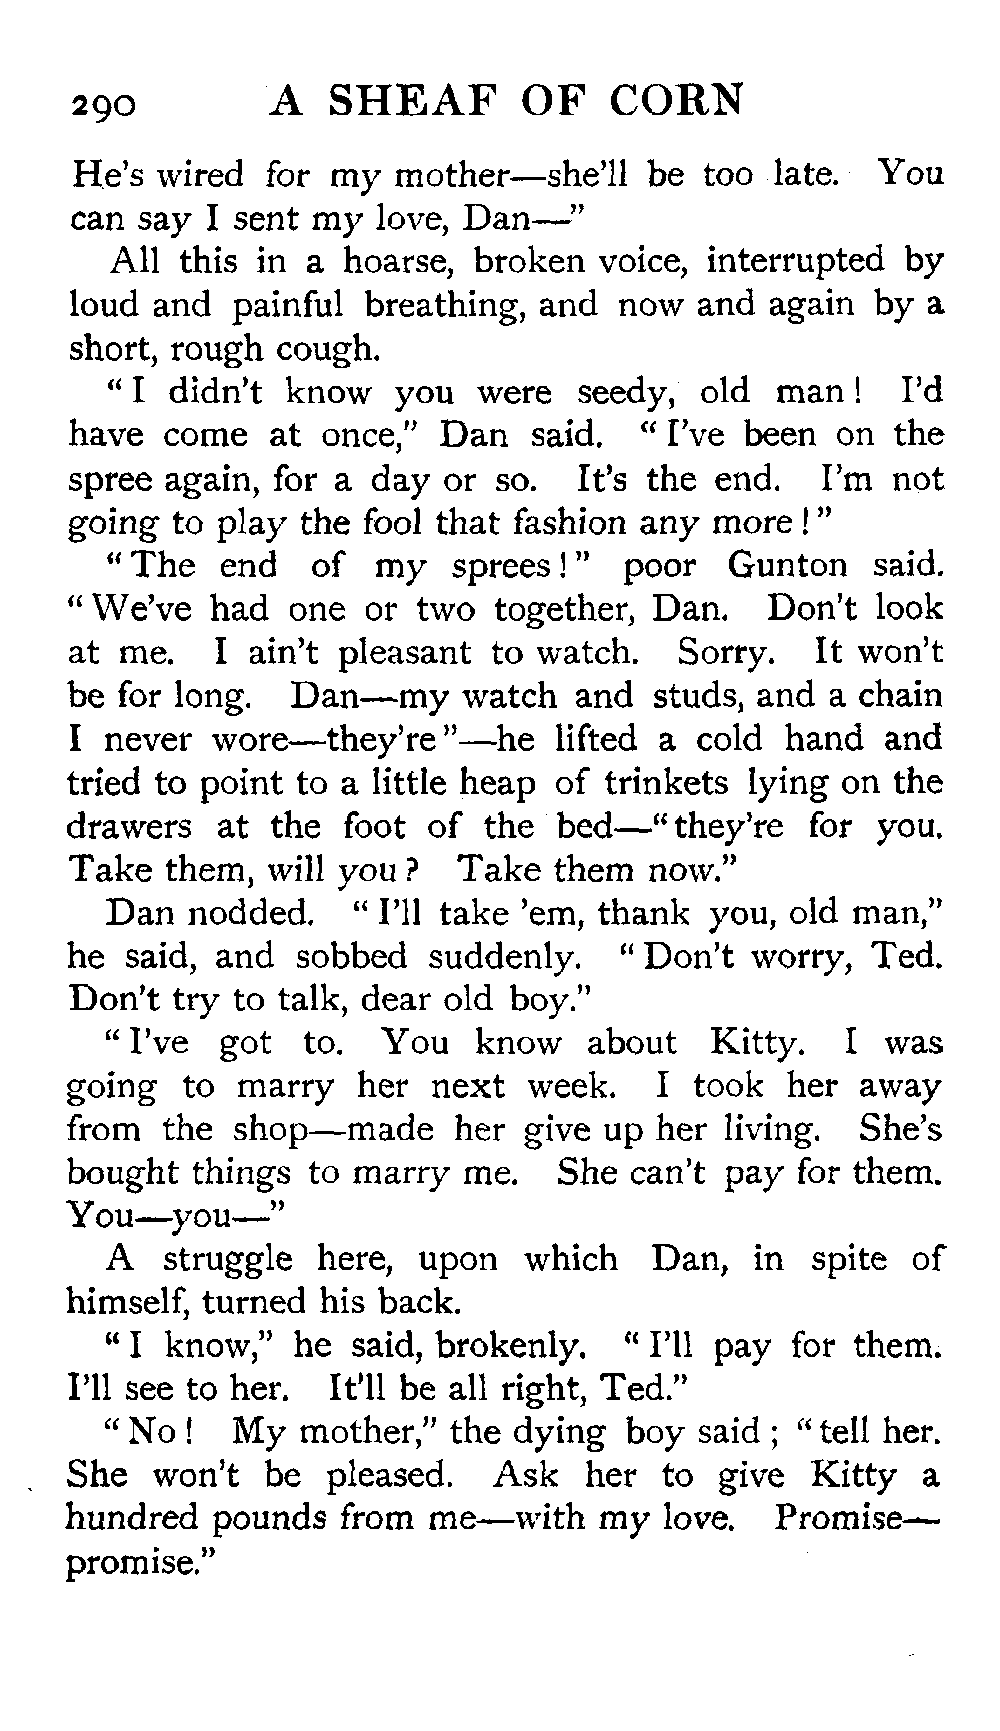 290 A SHEAF OF CORN
He's wired for my mother—she'll be too late. You
can say I sent my love, Dan—"
All this in a hoarse, broken voice, interrupted by
loud and painful breathing, and now and again by a
short, rough cough.
"I didn't know you were seedy, old man! I'd
have come at once," Dan said. "I've been on the
spree again, for a day or so. It's the end. I'm not
going to play the fool that fashion any more!"
"The end of my sprees!" poor Gunton said.
"We've had one or two together, Dan. Don't look
at me. I ain't pleasant to watch. Sorry. It won't
be for long. Dan—my watch and studs, and a chain
I never wore—they're"—he lifted a cold hand and
tried to point to a little heap of trinkets lying on the
drawers at the foot of the bed—"they're for you.
Take them, will you? Take them now."
Dan nodded. "I'll take 'em, thank you, old man,"
he said, and sobbed suddenly. "Don't worry, Ted.
Don't try to talk, dear old boy."
"I've got to. You know about Kitty. I was
going to marry her next week. I took her away
from the shop—made her give up her living. She's
bought things to marry me. She can't pay for them.
You—you—"
A struggle here, upon which Dan, in spite of
himself, turned his back.
"I know," he said, brokenly. "I'll pay for them.
I'll see to her. It'll be all right, Ted."
"No! My mother," the dying boy said; "tell her.
She won't be pleased. Ask her to give Kitty a
hundred pounds from me—with my love. Promise—
promise."